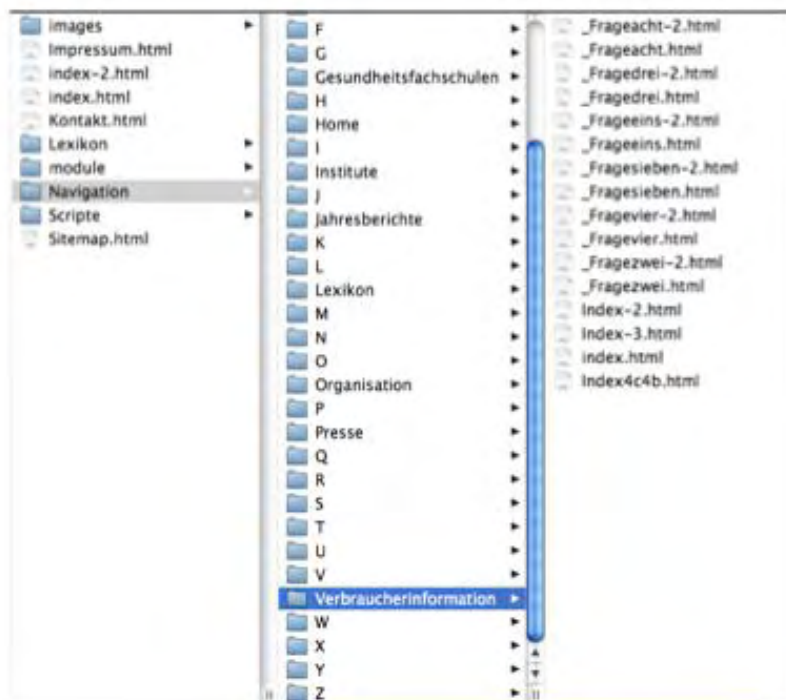 images
Impressum.html
index-2.html
index.html
Kontakt.html
Lexikon
module
Navigation
Scripte
Sitemap.html
F
G
Gesundheitsfachschulen
H
Home
I
Institute
J
Jahresberichte
K
L
Lexikon
M
N
O
Organisation
P
Presse
Q
R
S
T
U
V
Verbraucherinformation
W
X
Y
Z
_Frageacht-2.html
_Frageacht.html
_Fragedrei-2.html
_Fragedrei.html
_Frageeins-2.html
_Frageeins.html
_Fragesieben-2.html
_Fragesieben.html
_Fragevier-2.html
_Fragevier.html
_Fragezwei-2.html
_Fragezwei.html
Index-2.html
Index-3.html
index.html
Index4c4b.html